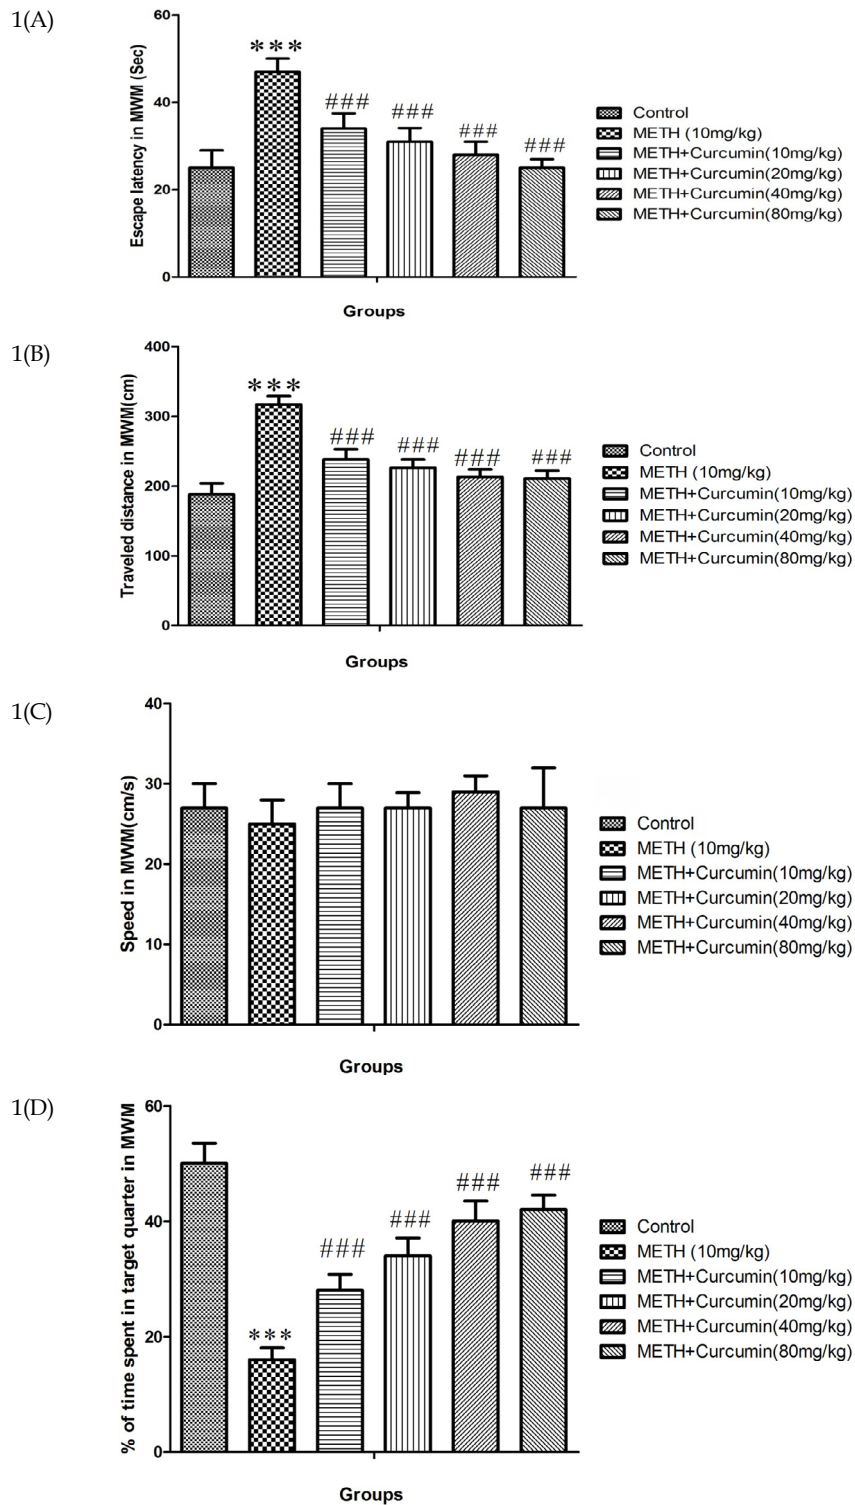 1(A)
Escape latency in MWM (Sec)
60
40
20
0
***
###
###
###
###
Groups
Control
METH (10mg/kg)
METH+Curcumin(10mg/kg)
METH+Curcumin(20mg/kg)
METH+Curcumin(40mg/kg)
METH+Curcumin(80mg/kg)
1(B)
Traveled distance in MWM(cm)
400
300
200
100
0
***
###
###
###
###
Groups
Control
METH (10mg/kg)
METH+Curcumin(10mg/kg)
METH+Curcumin(20mg/kg)
METH+Curcumin(40mg/kg)
METH+Curcumin(80mg/kg)
1(C)
Speed in MWM(cm/s)
40
30
20
10
0
Groups
Control
METH (10mg/kg)
METH+Curcumin(10mg/kg)
METH+Curcumin(20mg/kg)
METH+Curcumin(40mg/kg)
METH+Curcumin(80mg/kg)
1(D)
% of time spent in target quarter in MWM
60
40
20
0
***
###
###
###
###
Groups
Control
METH (10mg/kg)
METH+Curcumin(10mg/kg)
METH+Curcumin(20mg/kg)
METH+Curcumin(40mg/kg)
METH+Curcumin(80mg/kg)